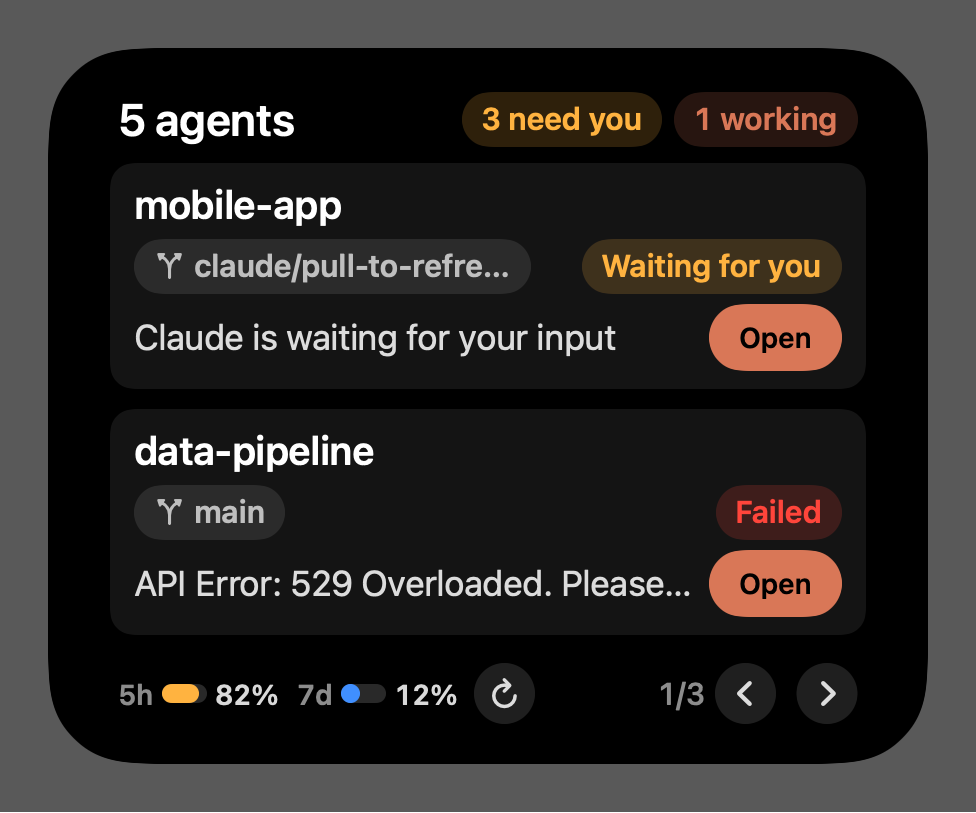 5 agents 3 need you 1 working
mobile-app
claude/pull-to-refre... Waiting for you
Claude is waiting for your input Open
data-pipeline
main Failed
API Error: 529 Overloaded. Please... Open
5h 82% 7d 12% 1/3